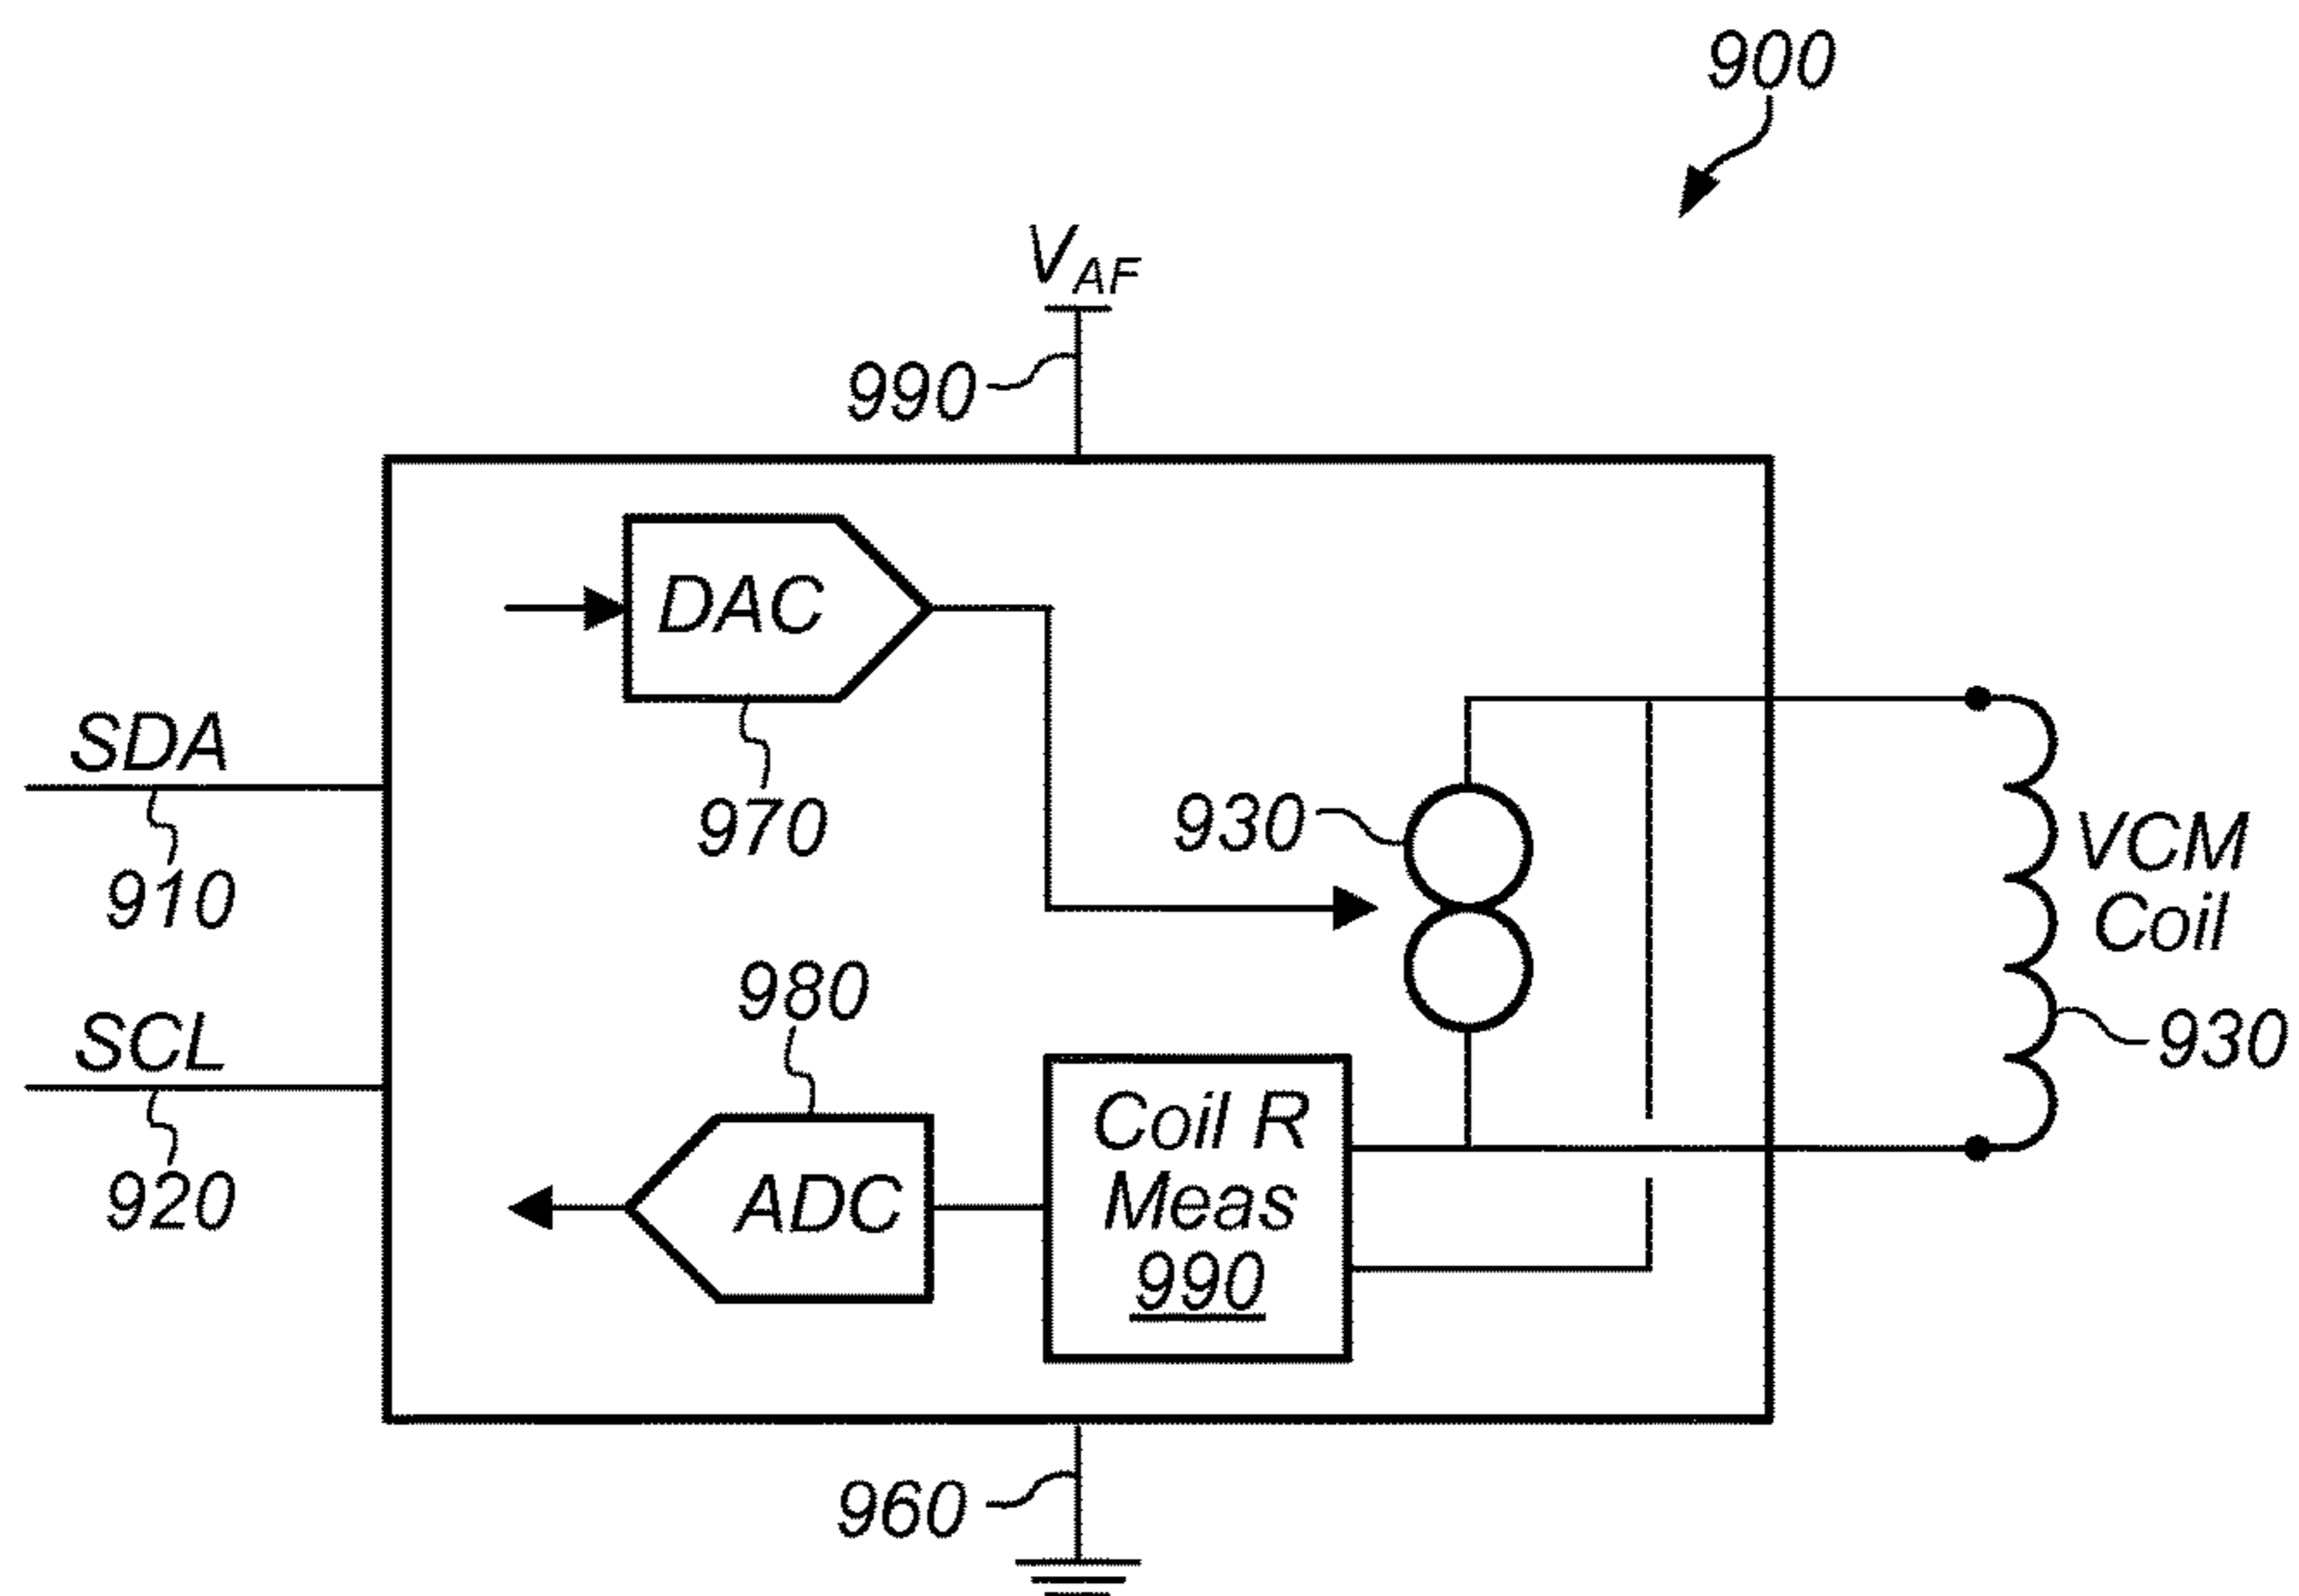 900
VAF
990
DAC
970
SDA
910
930
VCM
Coil
930
980
SCL
920
Coil R
Meas
990
ADC
960